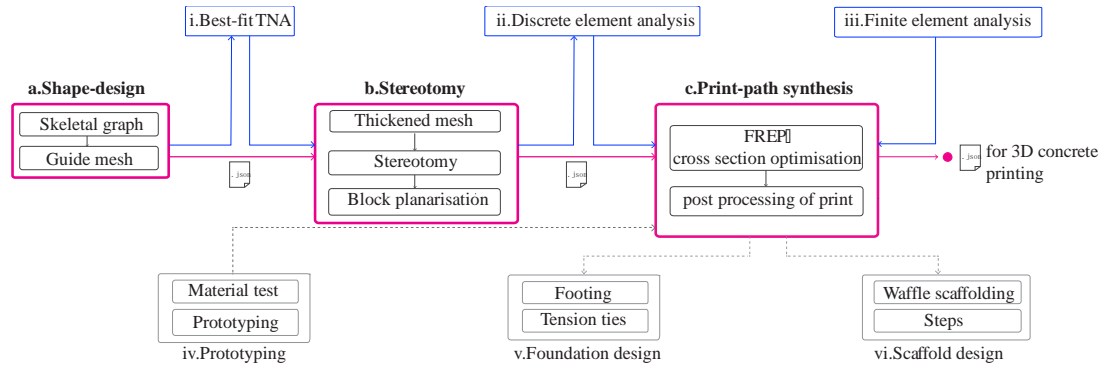 i.Best-fit TNA
ii.Discrete element analysis
iii.Finite element analysis
a.Shape-design
Skeletal graph
Guide mesh
.json
b.Stereotomy
Thickened mesh
Stereotomy
Block planarisation
.json
c.Print-path synthesis
FREP▯
cross section optimisation
post processing of print
.json
for 3D concrete
printing
Material test
Prototyping
iv.Prototyping
Footing
Tension ties
v.Foundation design
Waffle scaffolding
Steps
vi.Scaffold design